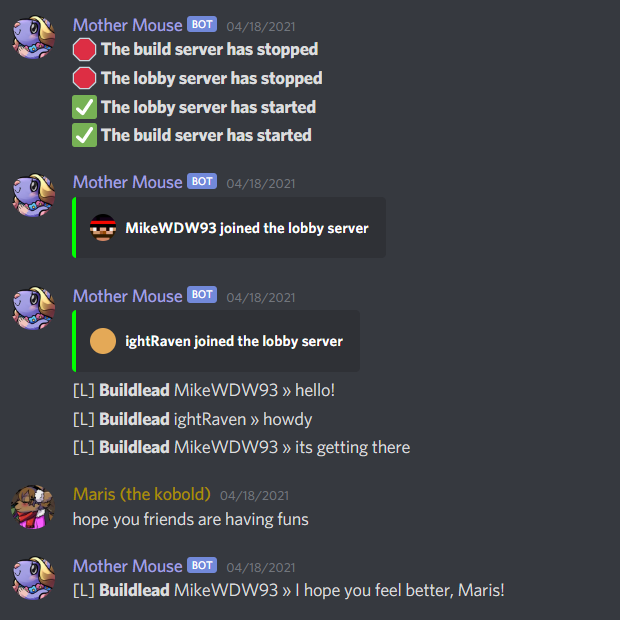 Mother Mouse BOT 04/18/2021
The build server has stopped
The lobby server has stopped
The lobby server has started
The build server has started
Mother Mouse BOT 04/18/2021
MikeWDW93 joined the lobby server
Mother Mouse BOT 04/18/2021
ightRaven joined the lobby server
[L] Buildlead MikeWDW93 » hello!
[L] Buildlead ightRaven » howdy
[L] Buildlead MikeWDW93 » its getting there
Maris (the kobold) 04/18/2021
hope you friends are having funs
Mother Mouse BOT 04/18/2021
[L] Buildlead MikeWDW93 » I hope you feel better, Maris!